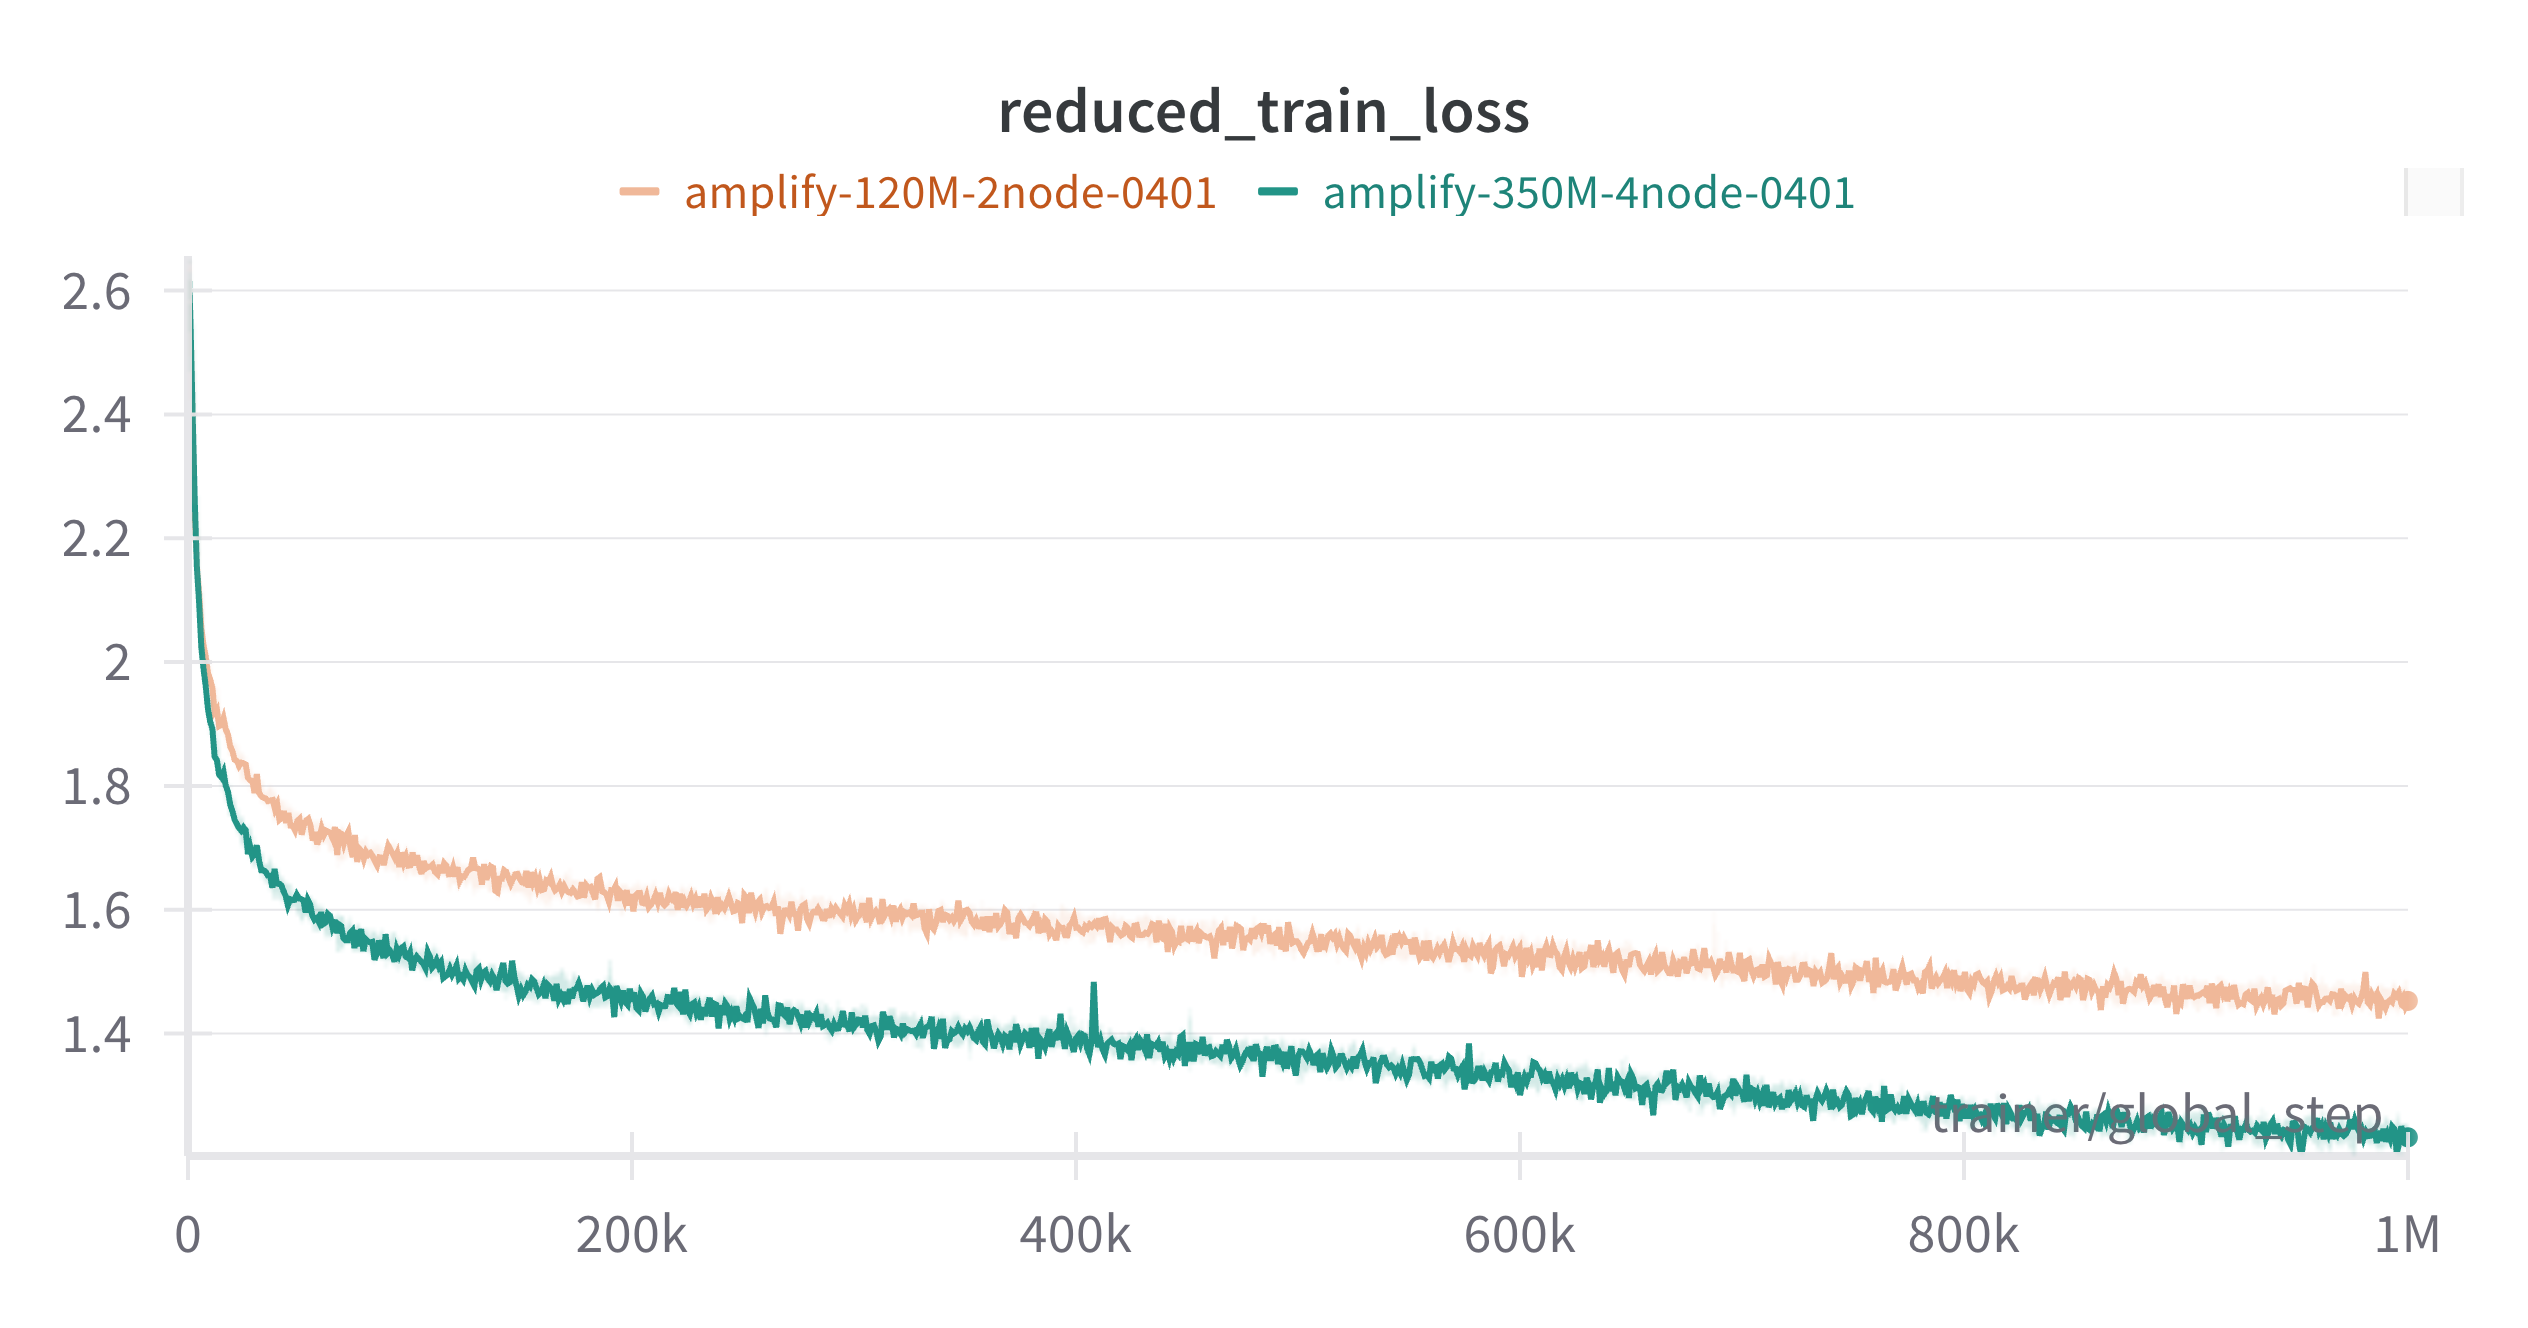 reduced_train_loss
amplify-120M-2node-0401 amplify-350M-4node-0401
2.6
2.4
2.2
2
1.8
1.6
1.4
trainer/global_step
0 200k 400k 600k 800k 1M